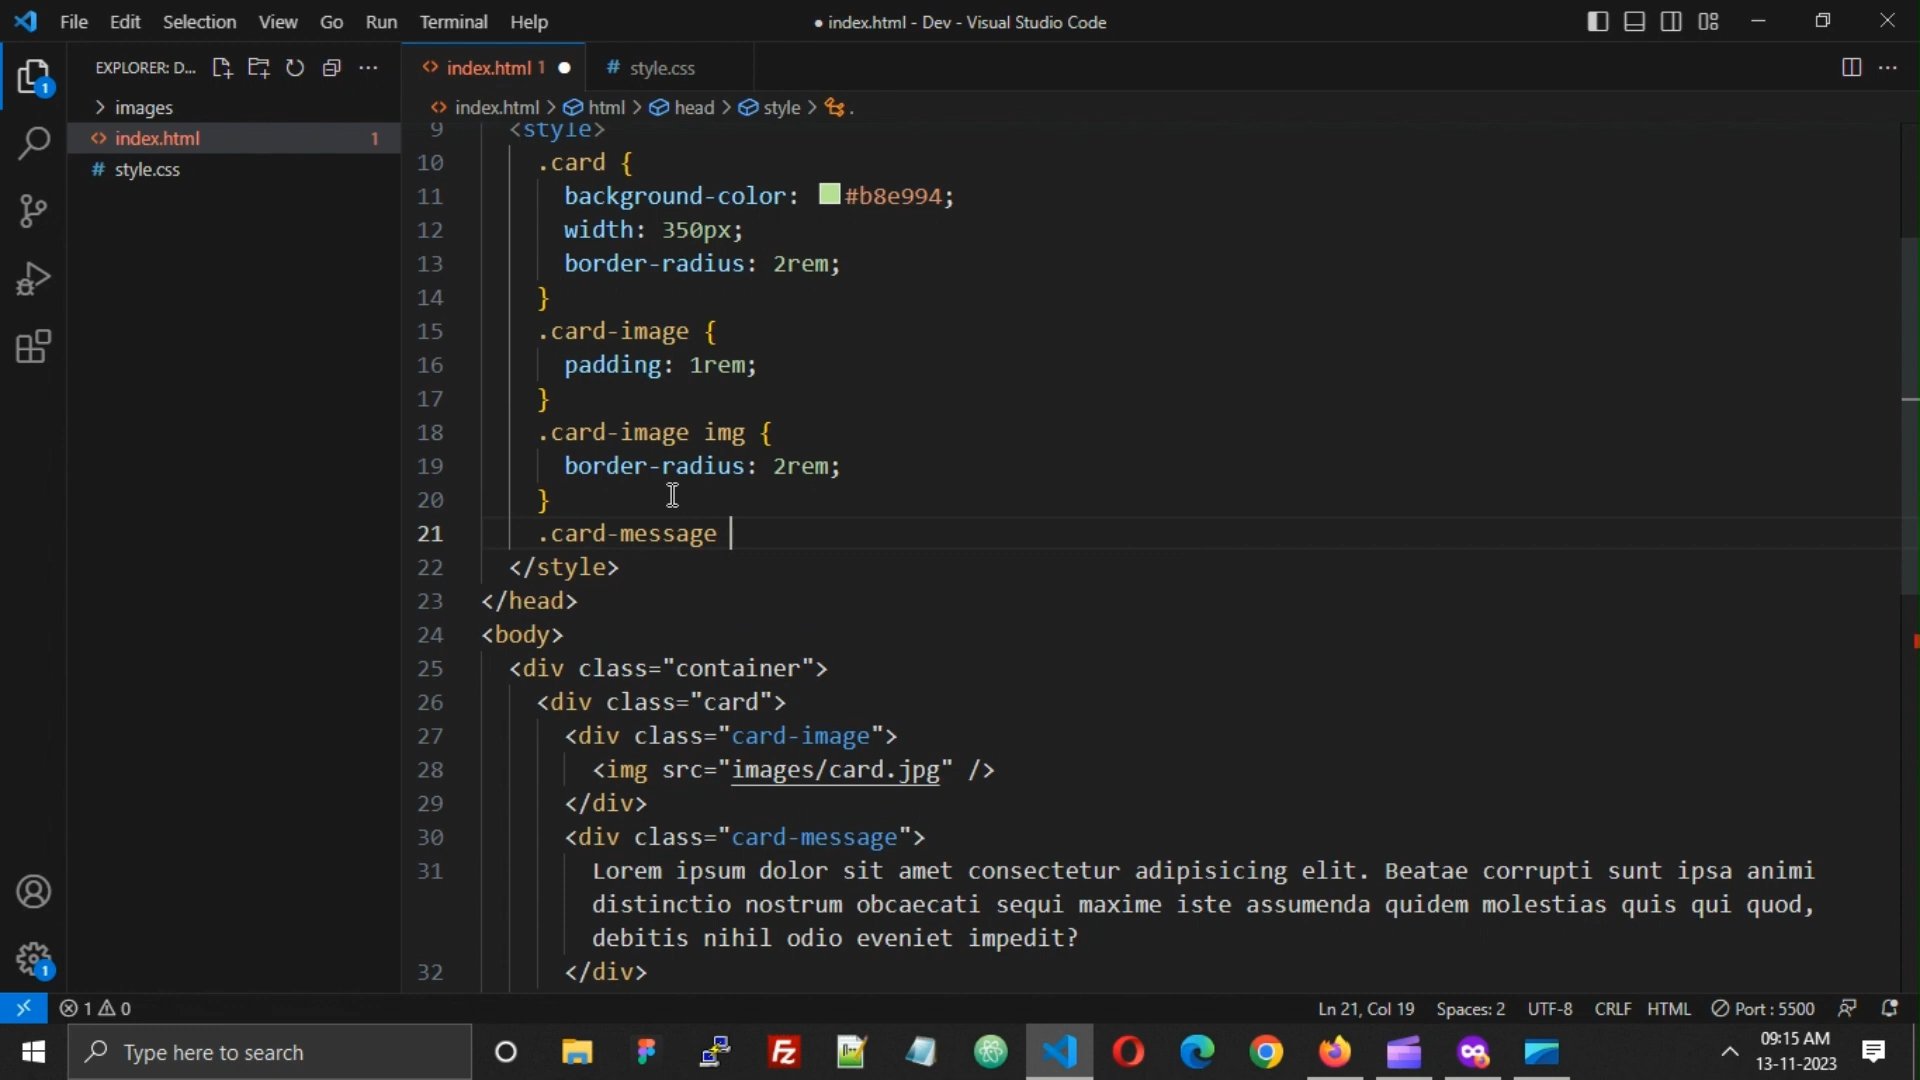 File Edit Selection View Go Run Terminal Help
● index.html - Dev - Visual Studio Code
EXPLORER: D...
images
index.html 1
style.css
index.html 1
style.css
index.html > html > head > style > .
9 <style>
10 .card {
11 background-color: #b8e994;
12 width: 350px;
13 border-radius: 2rem;
14 }
15 .card-image {
16 padding: 1rem;
17 }
18 .card-image img {
19 border-radius: 2rem;
20 }
21 .card-message
22 </style>
23 </head>
24 <body>
25 <div class="container">
26 <div class="card">
27 <div class="card-image">
28 <img src="images/card.jpg" />
29 </div>
30 <div class="card-message">
31 Lorem ipsum dolor sit amet consectetur adipisicing elit. Beatae corrupti sunt ipsa animi
distinctio nostrum obcaecati sequi maxime iste assumenda quidem molestias quis qui quod,
debitis nihil odio eveniet impedit?
32 </div>
1
1
1 0
Ln 21, Col 19 Spaces: 2 UTF-8 CRLF HTML Port : 5500
Type here to search
Fz
09:15 AM
13-11-2023